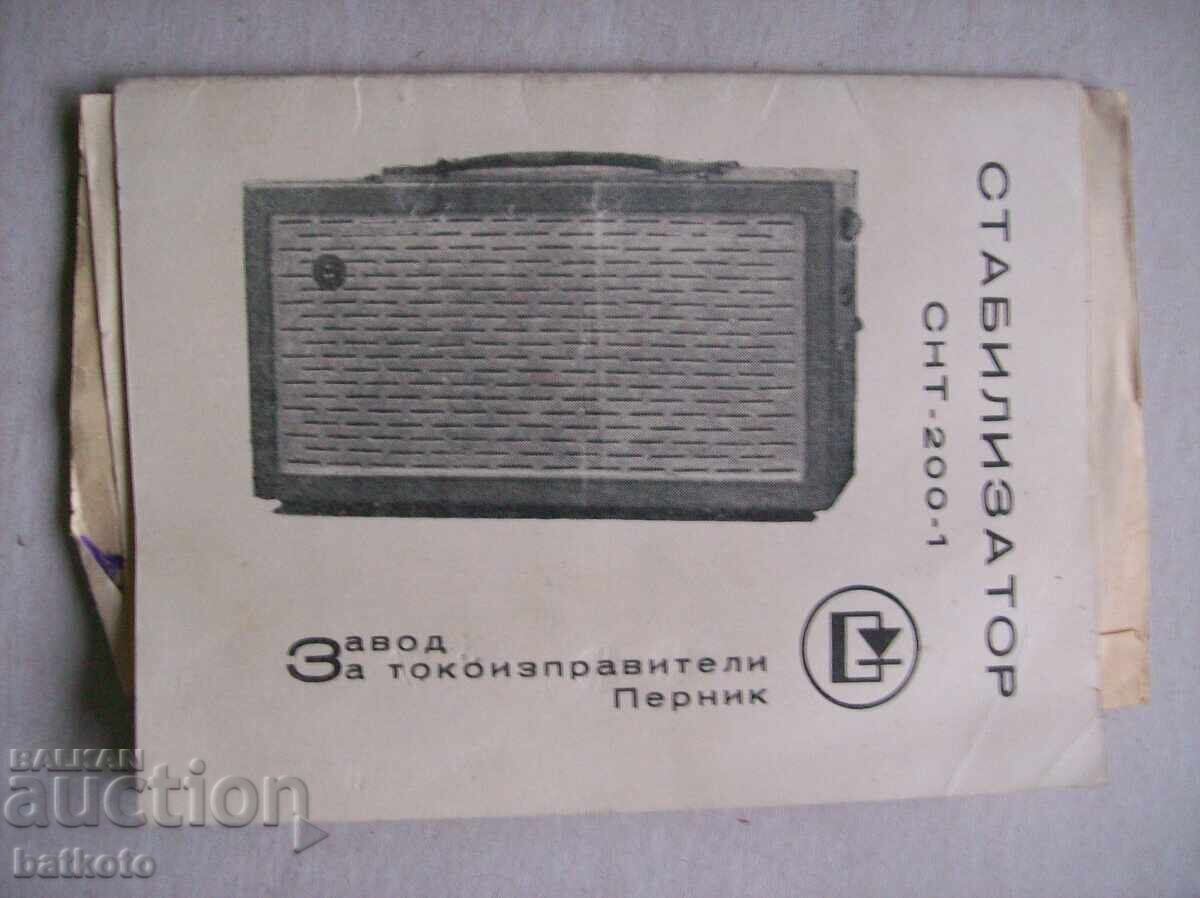 СТАБИЛИЗАТОР
СНТ-200-1
Завод
За токоизправители
Перник
BALKAN
auction
batkoto